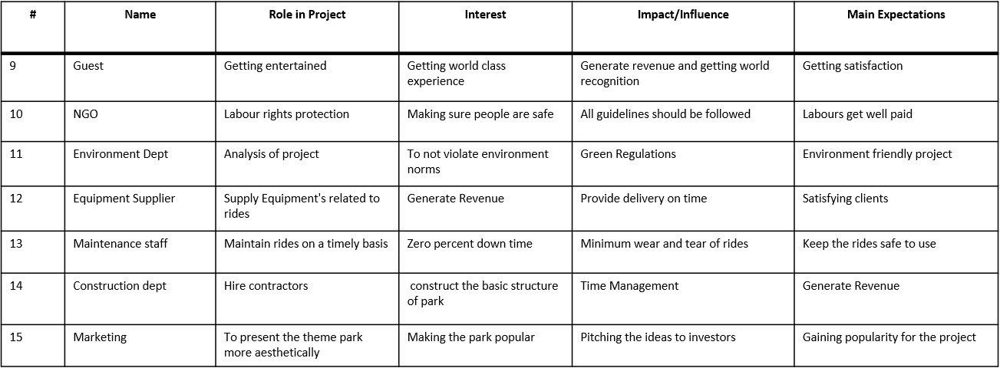 # Name Role in Project Interest Impact/Influence Main Expectations
9 Guest Getting entertained Getting world class Generate revenue and getting world Getting satisfaction
experience recognition
10 NGO Labour rights protection Making sure people are safe All guidelines should be followed Labours get well paid
11 Environment Dept Analysis of project To not violate environment Green Regulations Environment friendly project
norms
12 Equipment Supplier Supply Equipment's related to Generate Revenue Provide delivery on time Satisfying clients
rides
13 Maintenance staff Maintain rides on a timely basis Zero percent down time Minimum wear and tear of rides Keep the rides safe to use
14 Construction dept Hire contractors construct the basic structure Time Management Generate Revenue
of park
15 Marketing To present the theme park Making the park popular Pitching the ideas to investors Gaining popularity for the project
more aesthetically